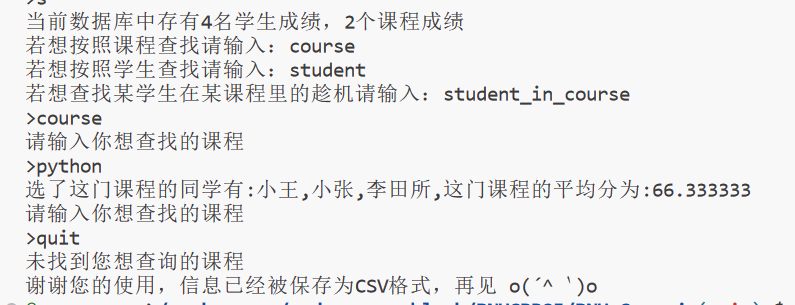 >s
当前数据库中存有4名学生成绩，2个课程成绩
若想按照课程查找请输入：course
若想按照学生查找请输入：student
若想查找某学生在某课程里的趁机请输入：student_in_course
>course
请输入你想查找的课程
>python
选了这门课程的同学有:小王,小张,李田所,这门课程的平均分为:66.333333
请输入你想查找的课程
>quit
未找到您想查询的课程
谢谢您的使用，信息已经被保存为CSV格式，再见 o(´^｀)o